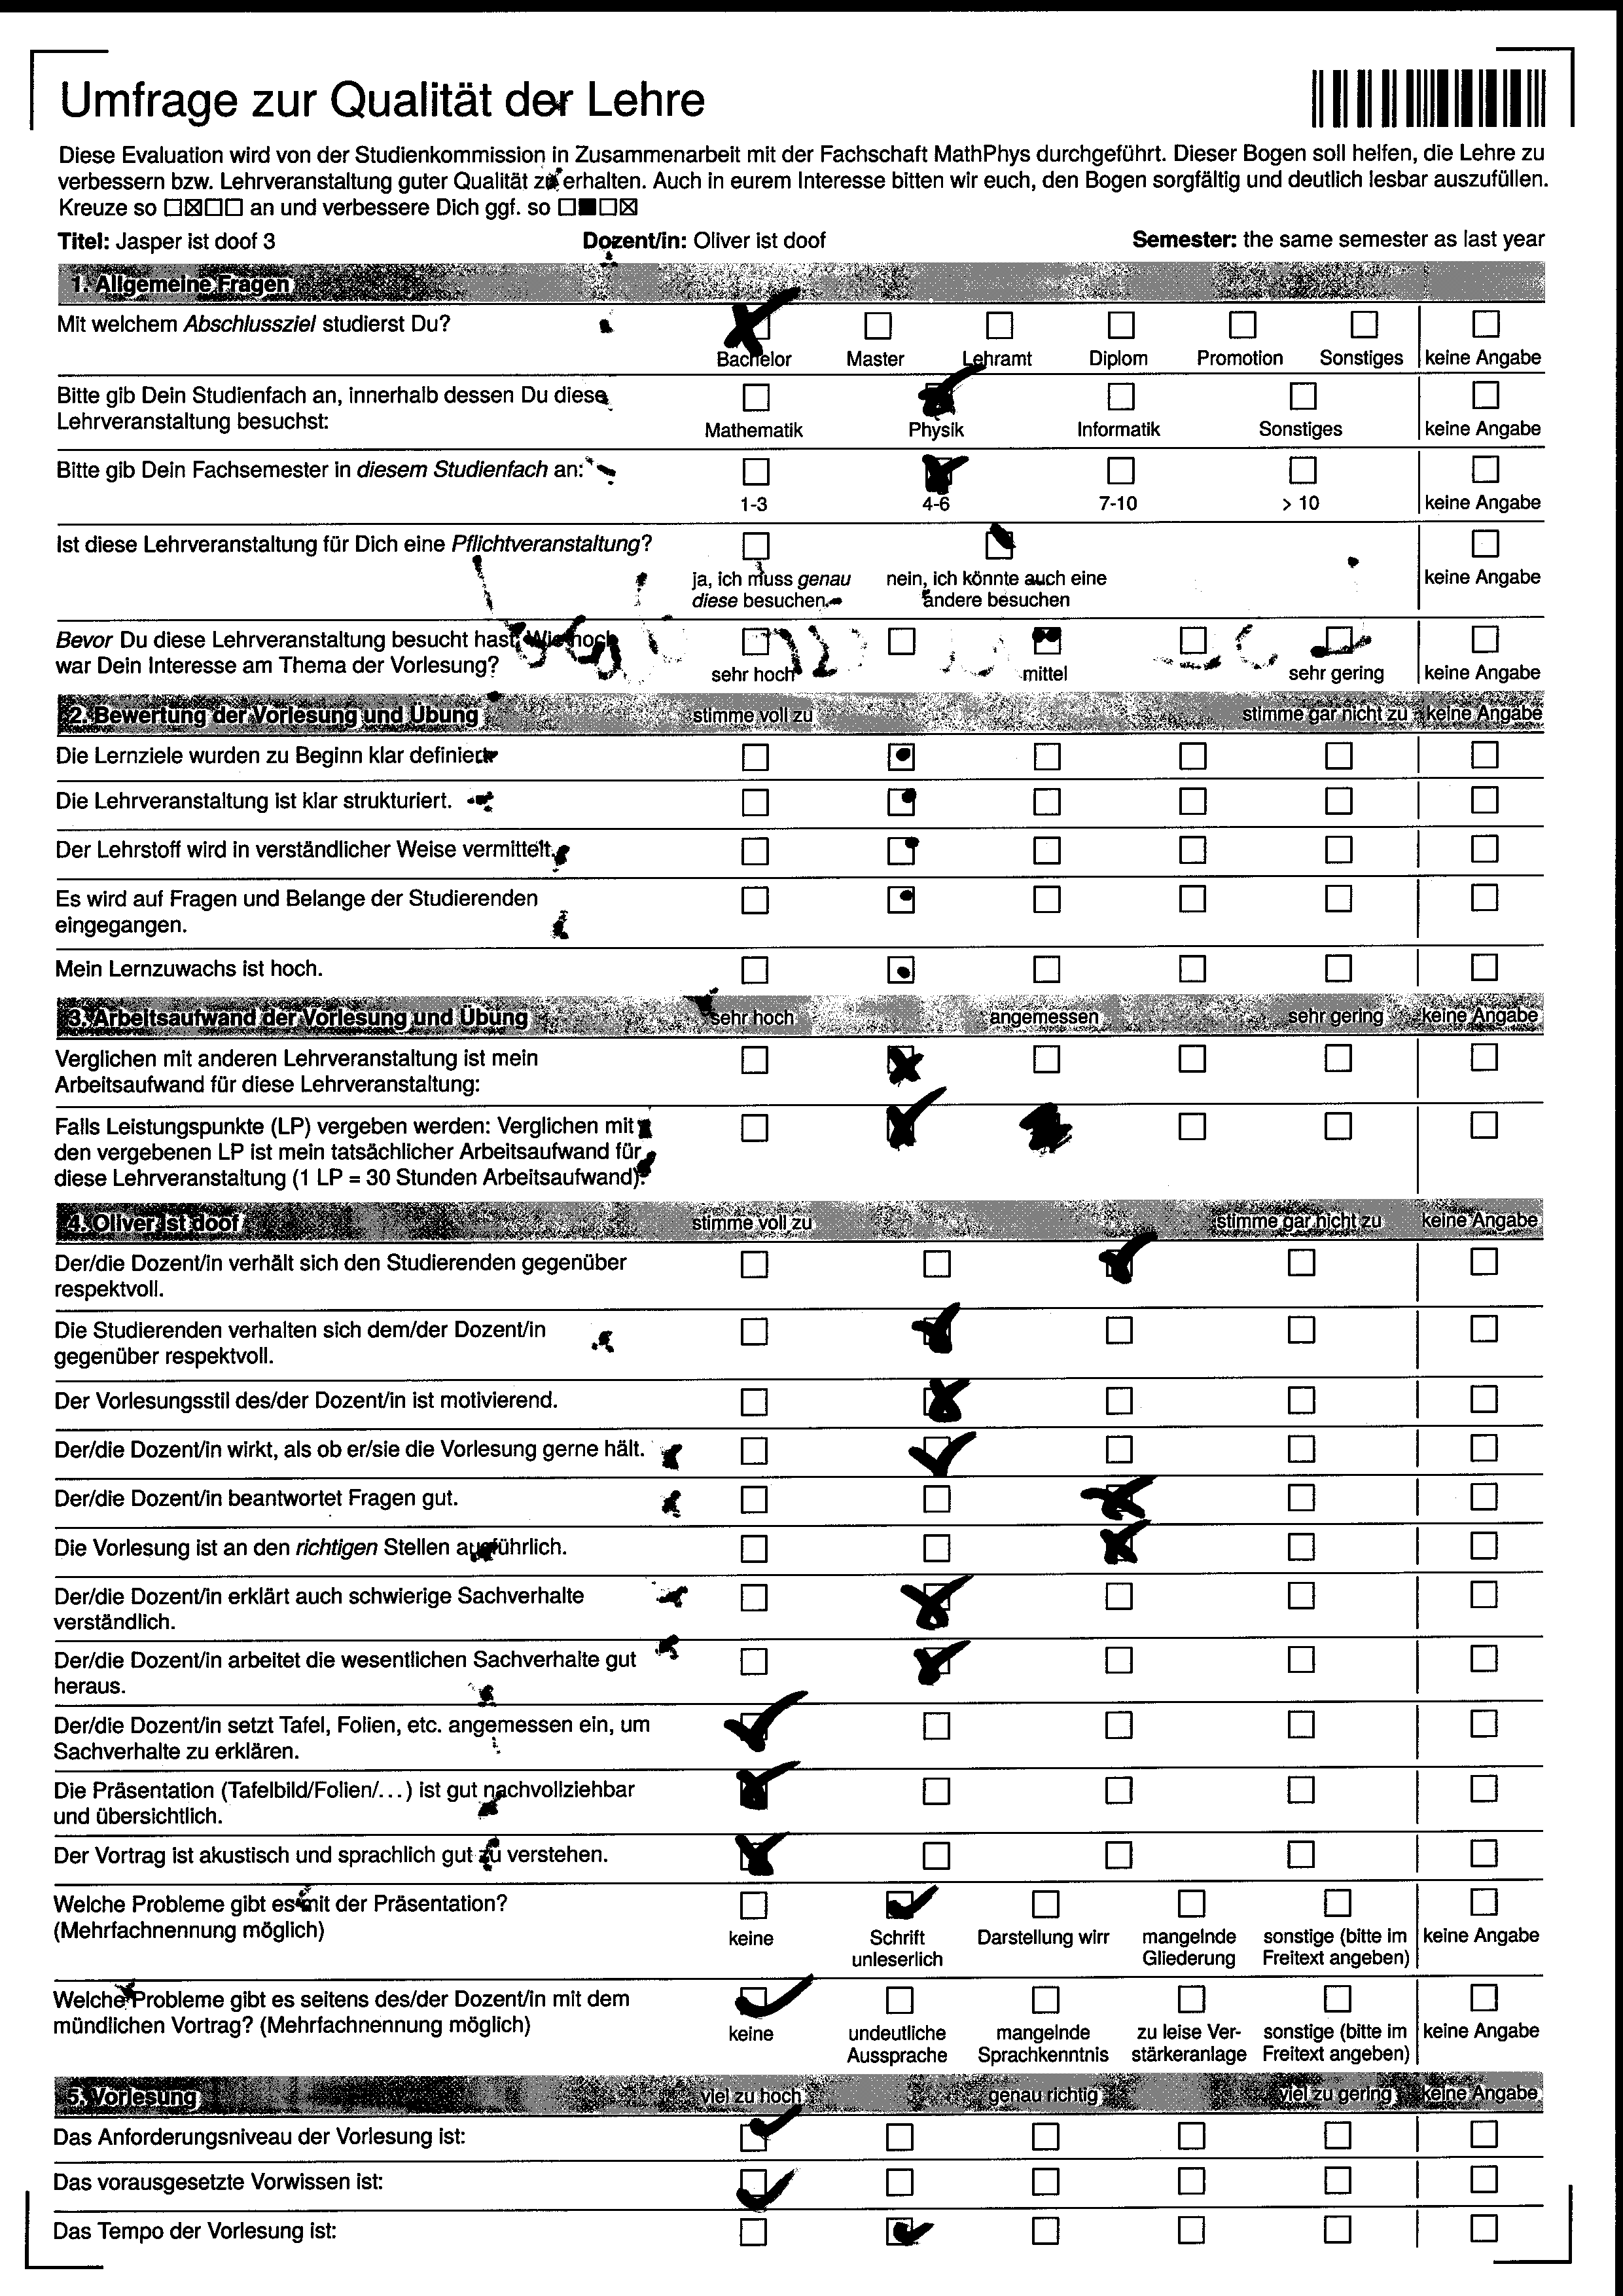 Umfrage zur Qualität der Lehre
Diese Evaluation wird von der Studienkommission in Zusammenarbeit mit der Fachschaft MathPhys durchgeführt. Dieser Bogen soll helfen, die Lehre zu
verbessern bzw. Lehrveranstaltung guter Qualität zu erhalten. Auch in eurem Interesse bitten wir euch, den Bogen sorgfältig und deutlich lesbar auszufüllen.
Kreuze so ☐☒☐☐ an und verbessere Dich ggf. so ☐■☐☒
Titel: Jasper ist doof 3 Dozent/in: Oliver ist doof Semester: the same semester as last year
1. Allgemeine Fragen
Mit welchem Abschlussziel studierst Du?
Bachelor Master Lehramt Diplom Promotion Sonstiges keine Angabe
Bitte gib Dein Studienfach an, innerhalb dessen Du diese
Lehrveranstaltung besuchst:
Mathematik Physik Informatik Sonstiges keine Angabe
Bitte gib Dein Fachsemester in diesem Studienfach an:
1-3 4-6 7-10 > 10 keine Angabe
Ist diese Lehrveranstaltung für Dich eine Pflichtveranstaltung?
ja, ich muss genau nein, ich könnte auch eine keine Angabe
diese besuchen andere besuchen
Bevor Du diese Lehrveranstaltung besucht hast: Wie hoch
war Dein Interesse am Thema der Vorlesung?
sehr hoch mittel sehr gering keine Angabe
2. Bewertung der Vorlesung und Übung stimme voll zu stimme gar nicht zu keine Angabe
Die Lernziele wurden zu Beginn klar definiert
Die Lehrveranstaltung ist klar strukturiert.
Der Lehrstoff wird in verständlicher Weise vermittelt.
Es wird auf Fragen und Belange der Studierenden
eingegangen.
Mein Lernzuwachs ist hoch.
3. Arbeitsaufwand der Vorlesung und Übung sehr hoch angemessen sehr gering keine Angabe
Verglichen mit anderen Lehrveranstaltung ist mein
Arbeitsaufwand für diese Lehrveranstaltung:
Falls Leistungspunkte (LP) vergeben werden: Verglichen mit
den vergebenen LP ist mein tatsächlicher Arbeitsaufwand für
diese Lehrveranstaltung (1 LP = 30 Stunden Arbeitsaufwand):
4. Oliver ist doof stimme voll zu stimme gar nicht zu keine Angabe
Der/die Dozent/in verhält sich den Studierenden gegenüber
respektvoll.
Die Studierenden verhalten sich dem/der Dozent/in
gegenüber respektvoll.
Der Vorlesungsstil des/der Dozent/in ist motivierend.
Der/die Dozent/in wirkt, als ob er/sie die Vorlesung gerne hält.
Der/die Dozent/in beantwortet Fragen gut.
Die Vorlesung ist an den richtigen Stellen ausführlich.
Der/die Dozent/in erklärt auch schwierige Sachverhalte
verständlich.
Der/die Dozent/in arbeitet die wesentlichen Sachverhalte gut
heraus.
Der/die Dozent/in setzt Tafel, Folien, etc. angemessen ein, um
Sachverhalte zu erklären.
Die Präsentation (Tafelbild/Folien/...) ist gut nachvollziehbar
und übersichtlich.
Der Vortrag ist akustisch und sprachlich gut zu verstehen.
Welche Probleme gibt es mit der Präsentation?
(Mehrfachnennung möglich)
keine Schrift Darstellung wirr mangelnde sonstige (bitte im keine Angabe
unleserlich Gliederung Freitext angeben)
Welche Probleme gibt es seitens des/der Dozent/in mit dem
mündlichen Vortrag? (Mehrfachnennung möglich)
keine undeutliche mangelnde zu leise Ver- sonstige (bitte im keine Angabe
Aussprache Sprachkenntnis stärkeranlage Freitext angeben)
5. Vorlesung viel zu hoch genau richtig viel zu gering keine Angabe
Das Anforderungsniveau der Vorlesung ist:
Das vorausgesetzte Vorwissen ist:
Das Tempo der Vorlesung ist: